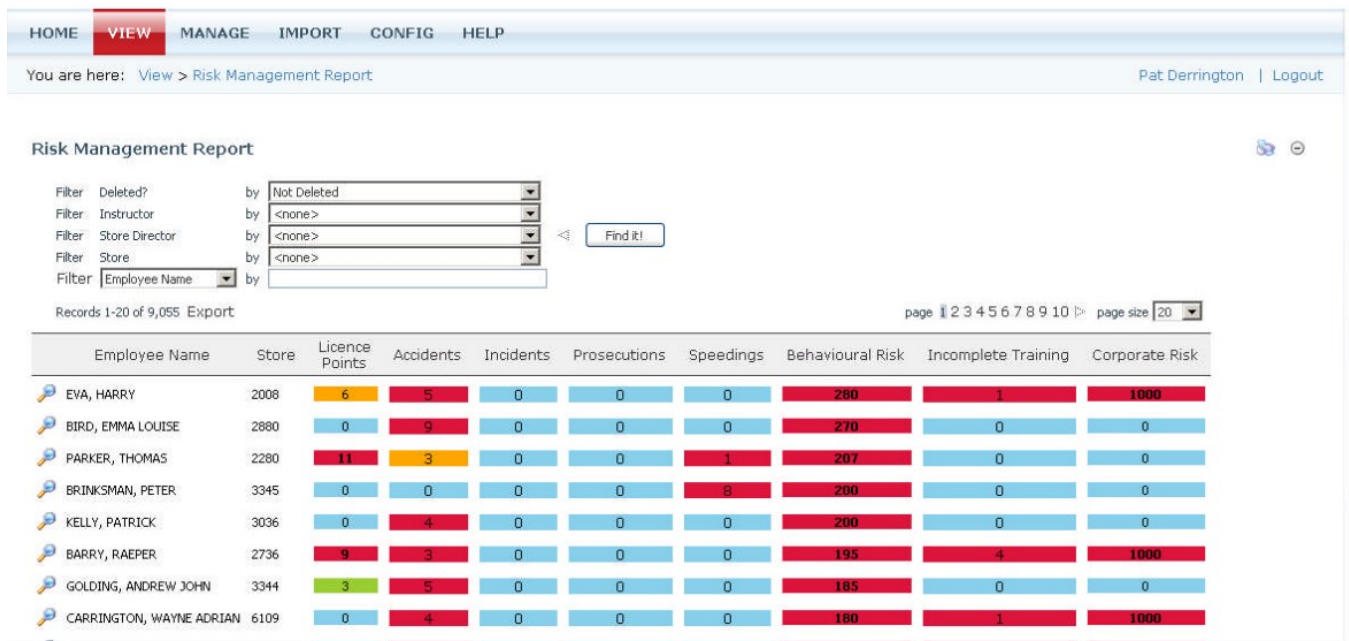 HOME VIEW MANAGE IMPORT CONFIG HELP
You are here: View > Risk Management Report Pat Derrington | Logout
Risk Management Report
Filter Deleted? by Not Deleted
Filter Instructor by <none>
Filter Store Director by <none> Find it!
Filter Store by <none>
Filter Employee Name by
Records 1-20 of 9,055 Export page 1 2 3 4 5 6 7 8 9 10 page size 20
Employee Name Store Licence Points Accidents Incidents Prosecutions Speedings Behavioural Risk Incomplete Training Corporate Risk
EVA, HARRY 2008 6 5 0 0 0 280 1 1000
BIRD, EMMA LOUISE 2880 0 9 0 0 0 270 0 0
PARKER, THOMAS 2280 11 3 0 0 1 207 0 0
BRINKSMAN, PETER 3345 0 0 0 0 8 200 0 0
KELLY, PATRICK 3036 0 4 0 0 0 200 0 0
BARRY, RAEPER 2736 9 3 0 0 0 195 4 1000
GOLDING, ANDREW JOHN 3344 3 5 0 0 0 185 0 0
CARRINGTON, WAYNE ADRIAN 6109 0 4 0 0 0 180 1 1000